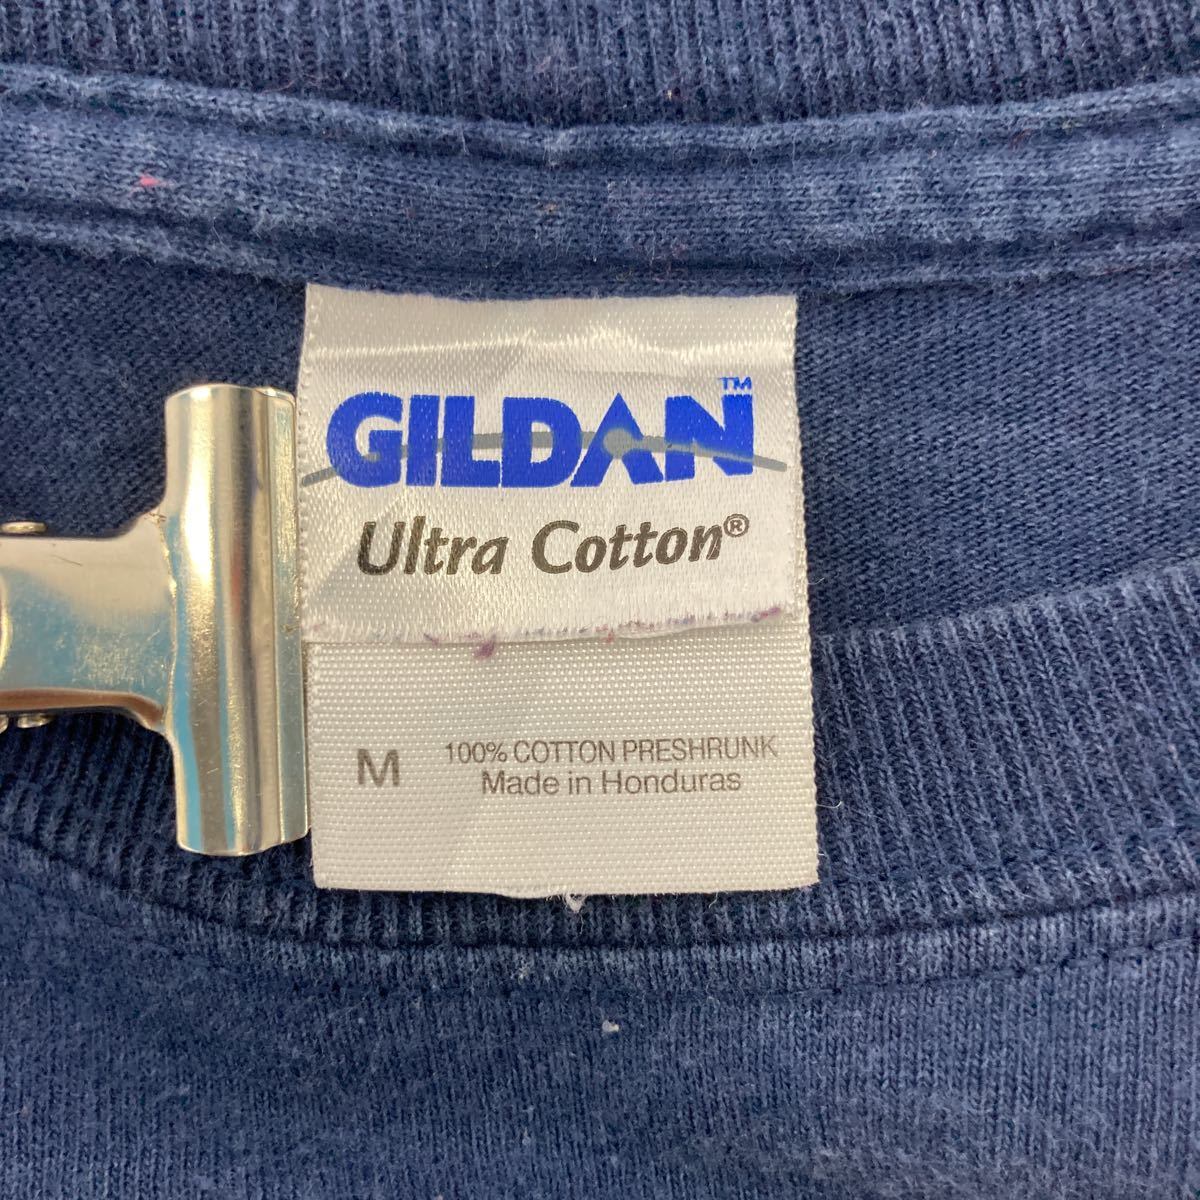 GILDAN™
Ultra Cotton®
M 100% COTTON PRESHRUNK
Made in Honduras